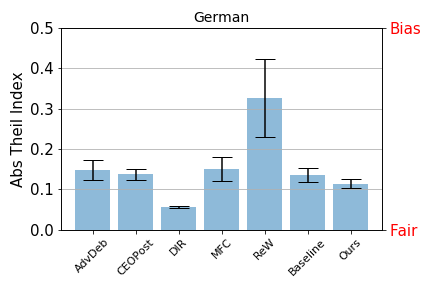 German
0.5
0.4
0.3
0.2
0.1
0.0
Abs Theil Index
Bias
Fair
AdvDeb
CEOPost
DIR
MFC
ReW
Baseline
Ours